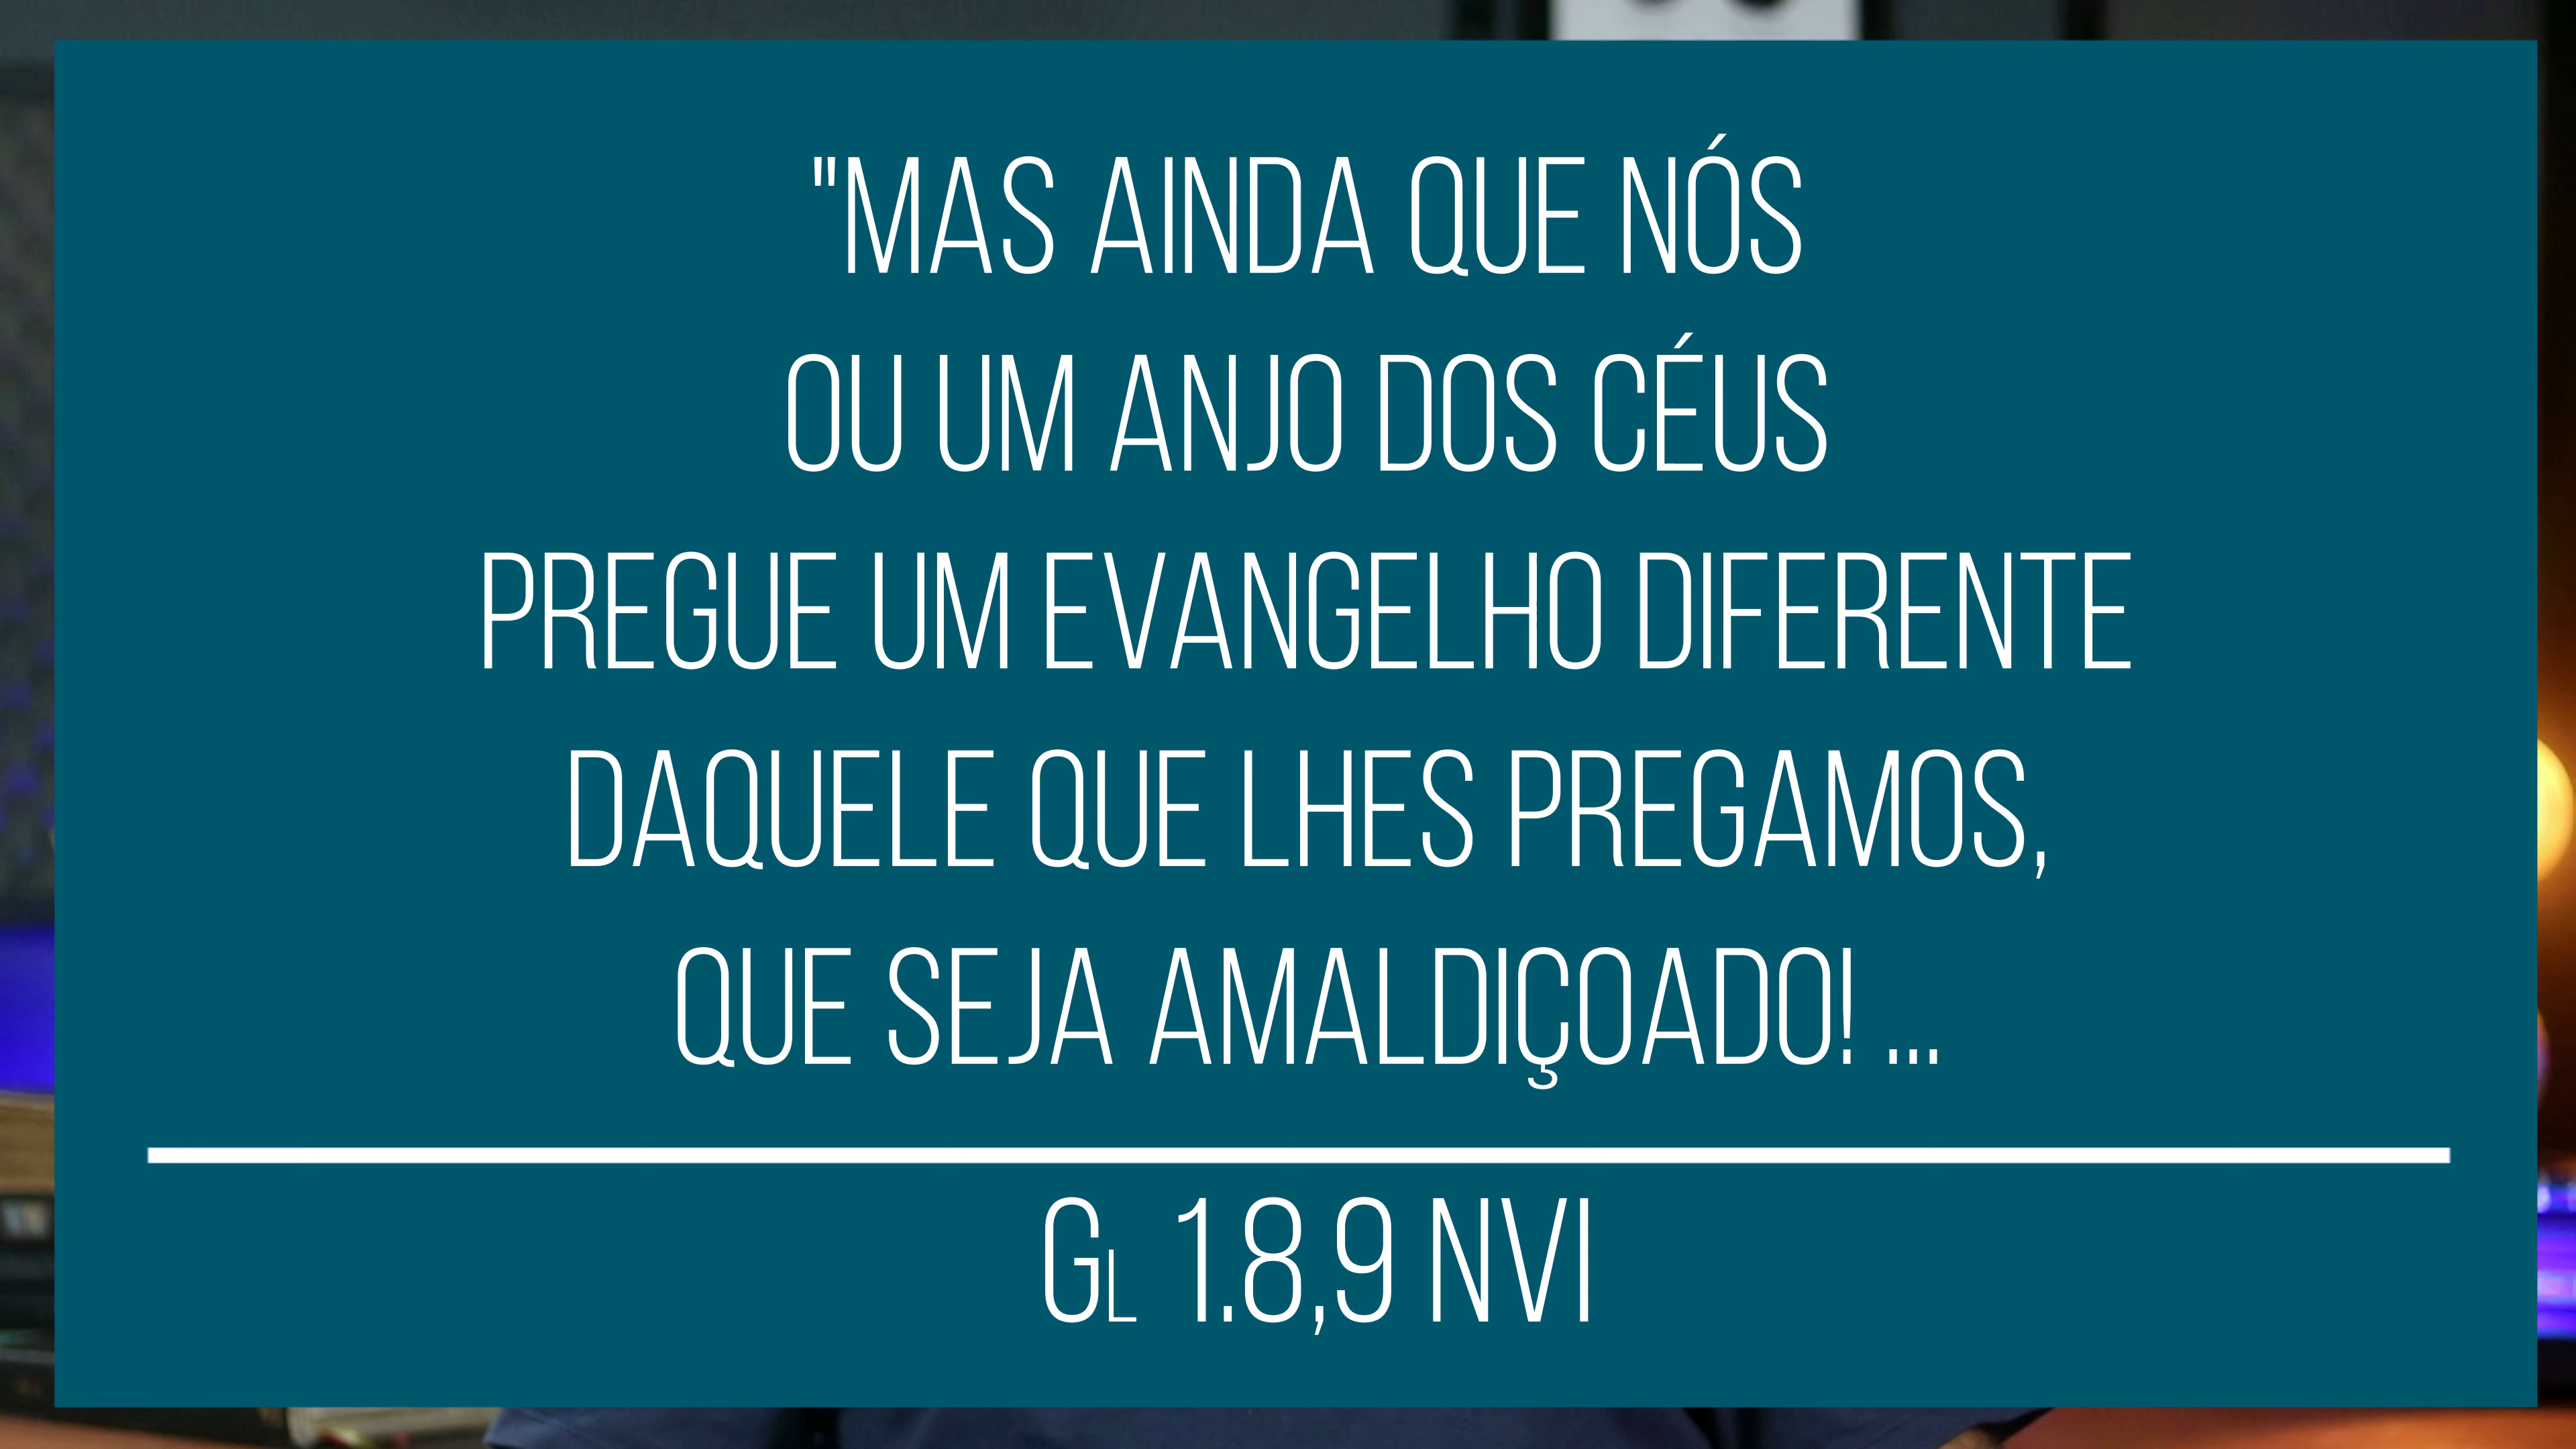 "MAS AINDA QUE NÓS
OU UM ANJO DOS CÉUS
PREGUE UM EVANGELHO DIFERENTE
DAQUELE QUE LHES PREGAMOS,
QUE SEJA AMALDIÇOADO! ...
GL 1.8,9 NVI